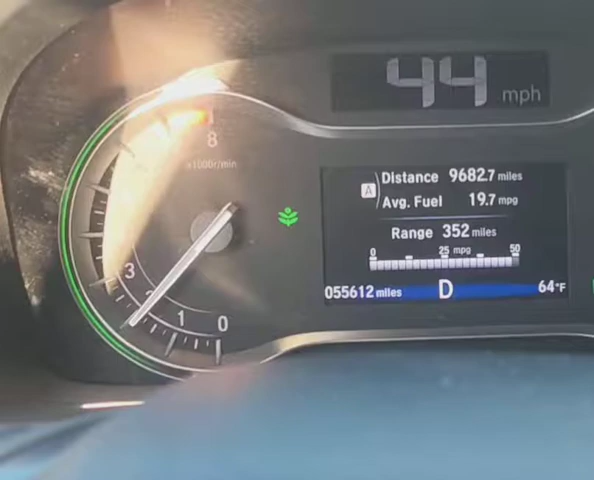 44 mph
8
x1000r/min
A Distance 9682.7 miles
Avg. Fuel 19.7 mpg
Range 352 miles
0 25 mpg 50
3
2
1
0
055612 miles D 64°F